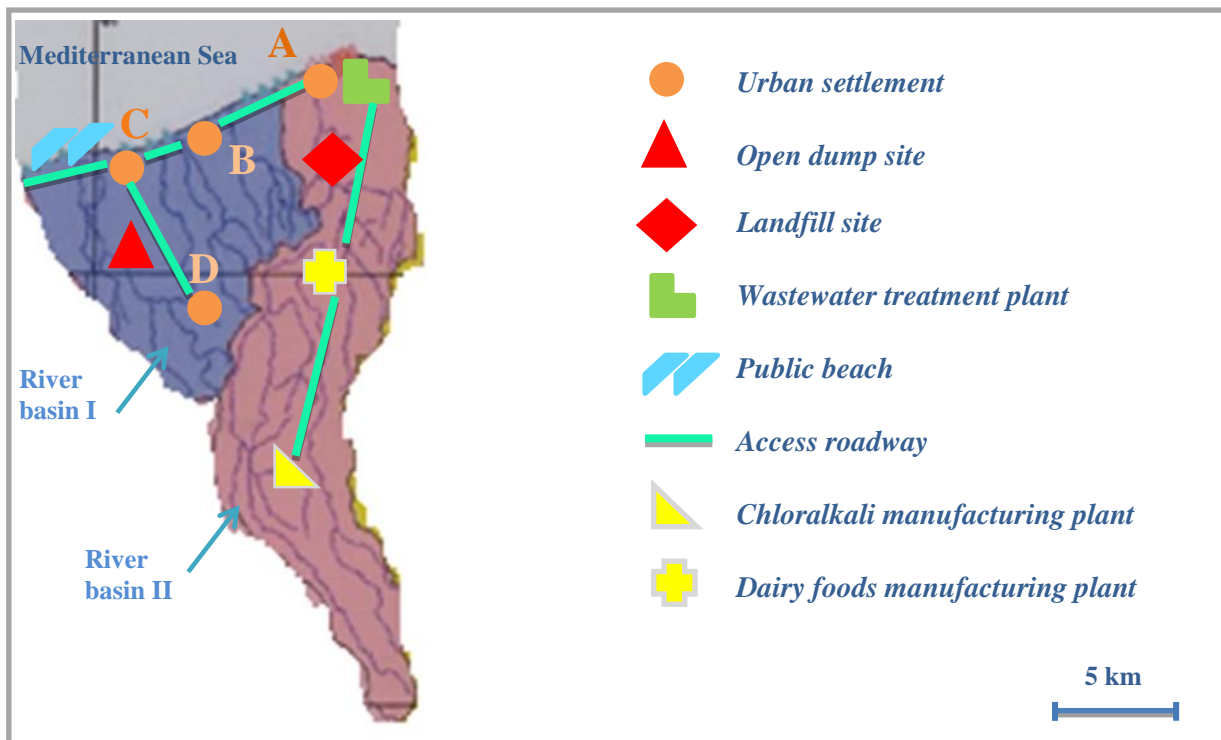 Mediterranean Sea
A
C
B
D
River
basin I
River
basin II
Urban settlement
Open dump site
Landfill site
Wastewater treatment plant
Public beach
Access roadway
Chloralkali manufacturing plant
Dairy foods manufacturing plant
5 km